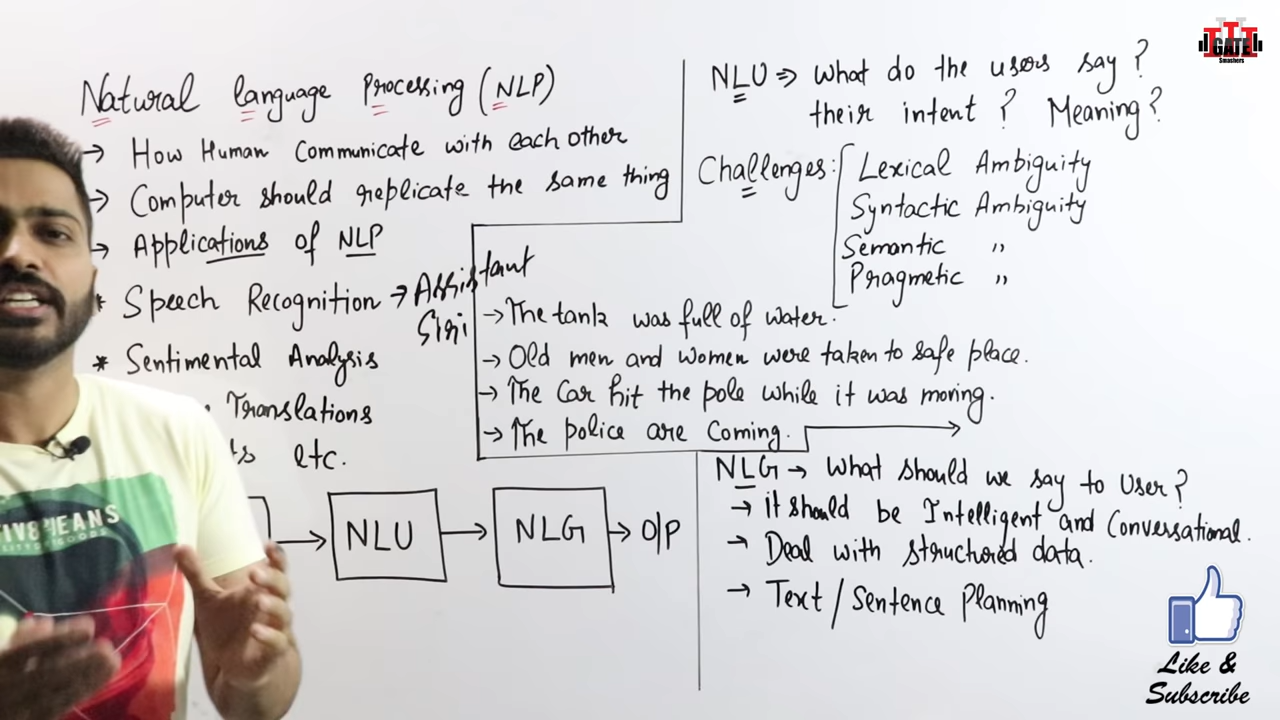 Natural language Processing (NLP)
→ How Human Communicate with each other
→ Computer should replicate the same thing
→ Applications of NLP
* Speech Recognition → Assistant
Siri
* Sentimental Analysis
Translations
etc.
→ NLU → NLG → O/P
NLU ⇒ What do the users say?
their intent? Meaning?
Challenges: Lexical Ambiguity
Syntactic Ambiguity
Semantic "
Pragmetic "
→ The tank was full of water.
→ Old men and women were taken to safe place.
→ The Car hit the pole while it was moving.
→ The police are Coming.
NLG → What should we say to User?
→ it should be Intelligent and Conversational.
→ Deal with structured data.
→ Text / Sentence Planning
GATE
Smashers
JEANS
Like &
Subscribe